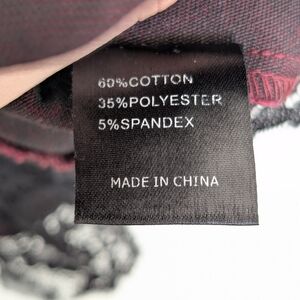 60%COTTON
35%POLYESTER
5%SPANDEX
MADE IN CHINA